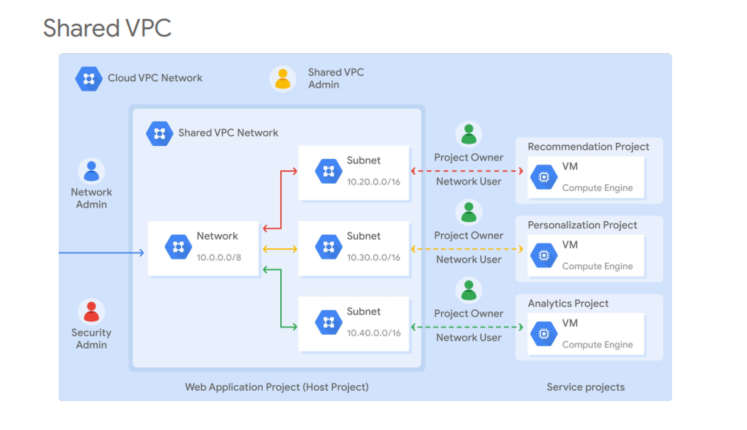 Shared VPC
Cloud VPC Network
Shared VPC
Admin
Shared VPC Network
Network
Admin
Security
Admin
Network
10.0.0.0/8
Subnet
10.20.0.0/16
Subnet
10.30.0.0/16
Subnet
10.40.0.0/16
Project Owner
Network User
Project Owner
Network User
Project Owner
Network User
Recommendation Project
VM
Compute Engine
Personalization Project
VM
Compute Engine
Analytics Project
VM
Compute Engine
Web Application Project (Host Project)
Service projects